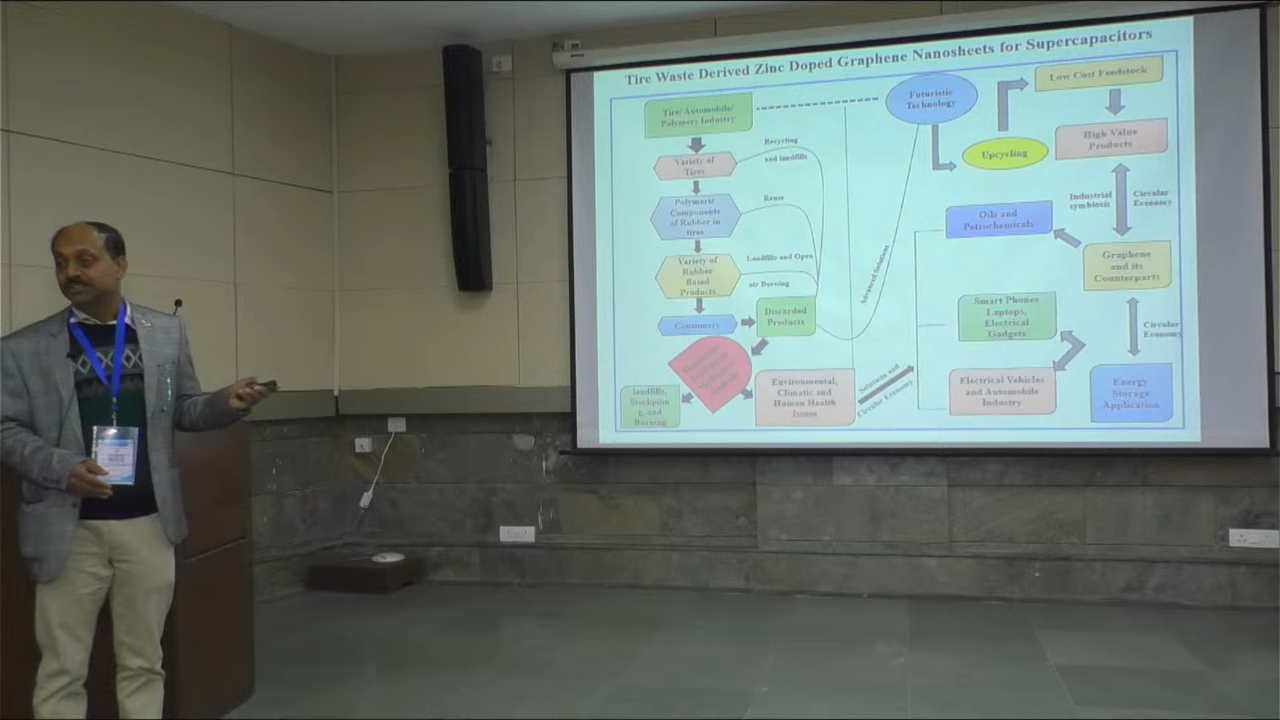 Tire Waste Derived Zinc Doped Graphene Nanosheets for Supercapacitors
Tire/ Automobile/
Polymers Industry
Variety of
Tires
Polymeric
Components
of Rubber in
tires
Variety of
Rubber
Based
Products
Consumers
Discarded
Products
landfills,
Stockpilin
g, and
Burning
Environmental,
Climatic and
Human Health
Issues
Recycling
and landfills
Reuse
Landfills and Open
air Burning
Advanced Solutions
Solutions and
Circular Economy
Futuristic
Technology
Upcycling
Low Cost Feedstock
High Value
Products
Industrial
symbiosis
Circular
Economy
Oils and
Petrochemicals
Graphene
and its
Counterparts
Smart Phones
Laptops,
Electrical
Gadgets
Circular
Economy
Electrical Vehicles
and Automobile
Industry
Energy
Storage
Application